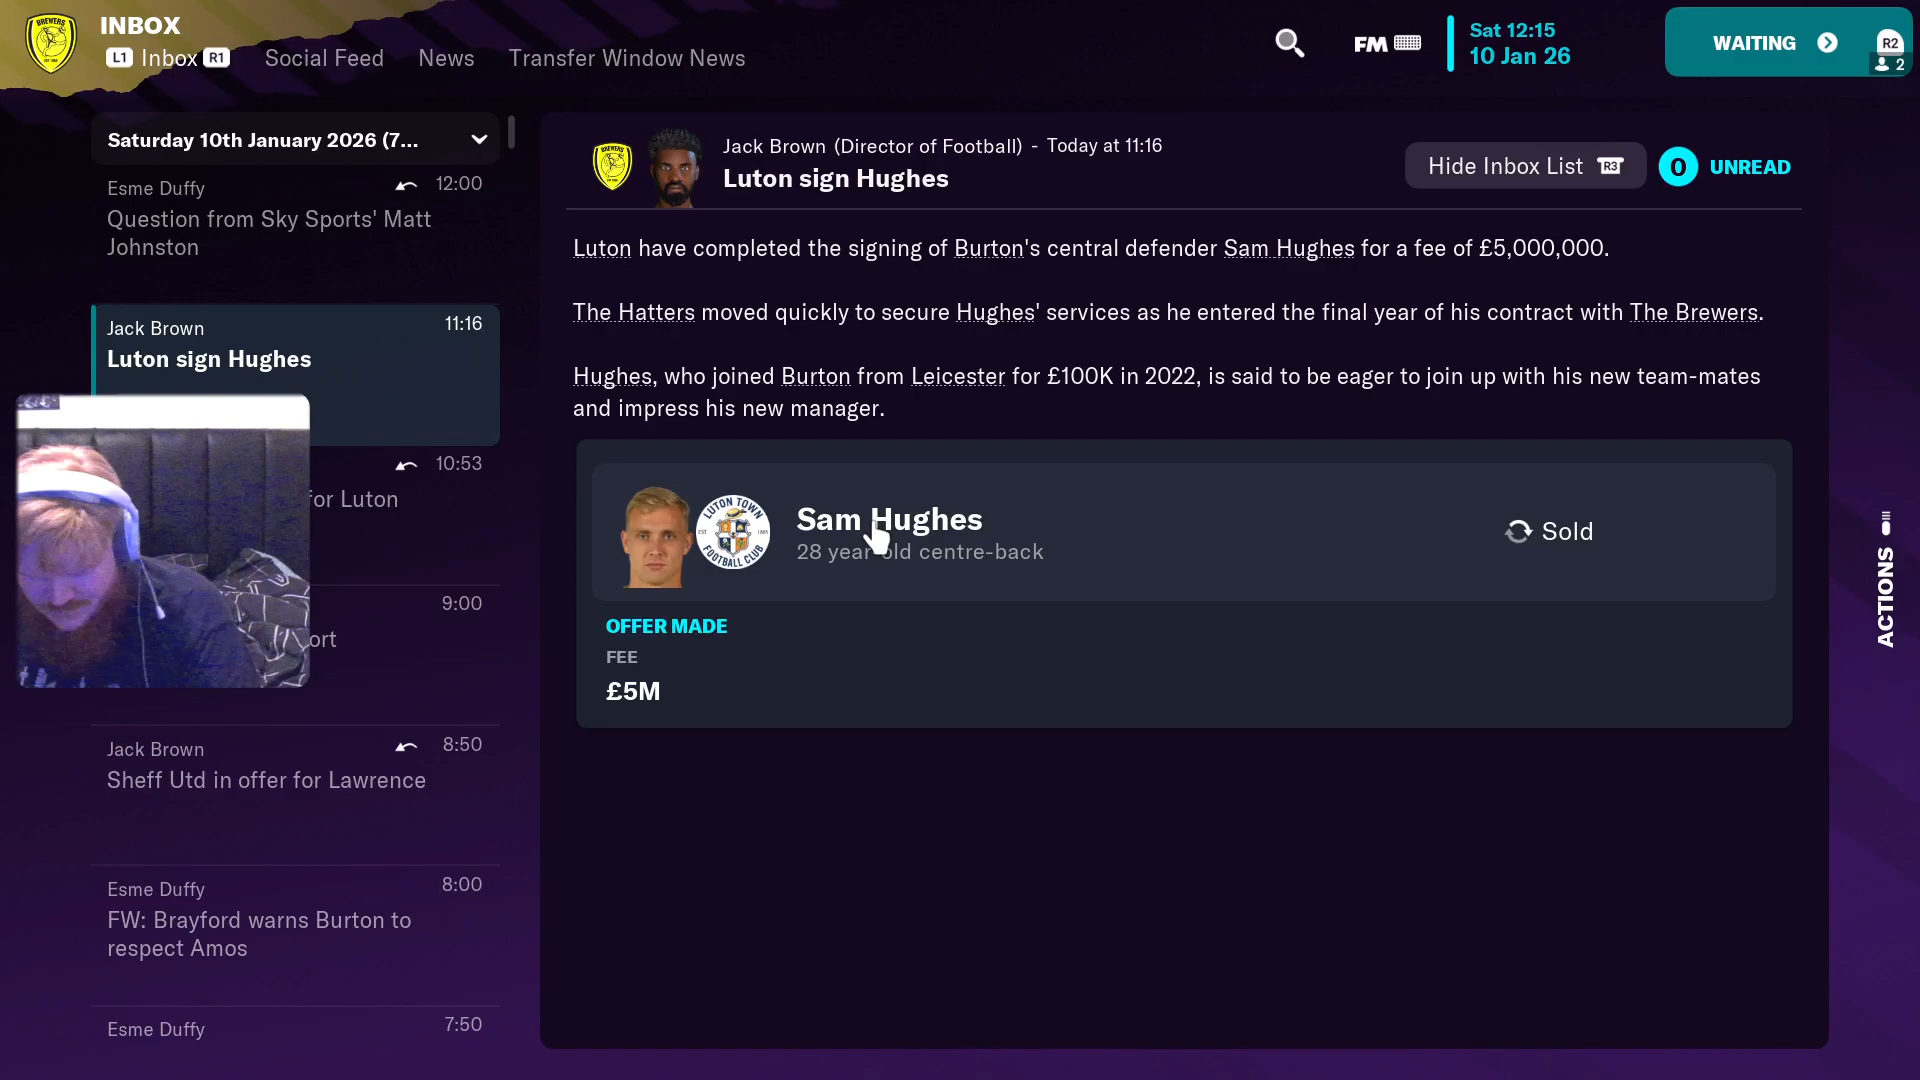 INBOX
L1 Inbox R1 Social Feed News Transfer Window News
FM
Sat 12:15
10 Jan 26
WAITING
R2
2
BREWERS
Saturday 10th January 2026 (7...
Esme Duffy 12:00
Question from Sky Sports' Matt
Johnston
Jack Brown 11:16
Luton sign Hughes
10:53
for Luton
9:00
ort
Jack Brown 8:50
Sheff Utd in offer for Lawrence
Esme Duffy 8:00
FW: Brayford warns Burton to
respect Amos
Esme Duffy 7:50
Jack Brown (Director of Football) - Today at 11:16
Luton sign Hughes
Hide Inbox List R3
0 UNREAD
Luton have completed the signing of Burton's central defender Sam Hughes for a fee of £5,000,000.
The Hatters moved quickly to secure Hughes' services as he entered the final year of his contract with The Brewers.
Hughes, who joined Burton from Leicester for £100K in 2022, is said to be eager to join up with his new team-mates
and impress his new manager.
LUTON TOWN
FOOTBALL CLUB
Sam Hughes
28 year old centre-back
Sold
OFFER MADE
FEE
£5M
ACTIONS